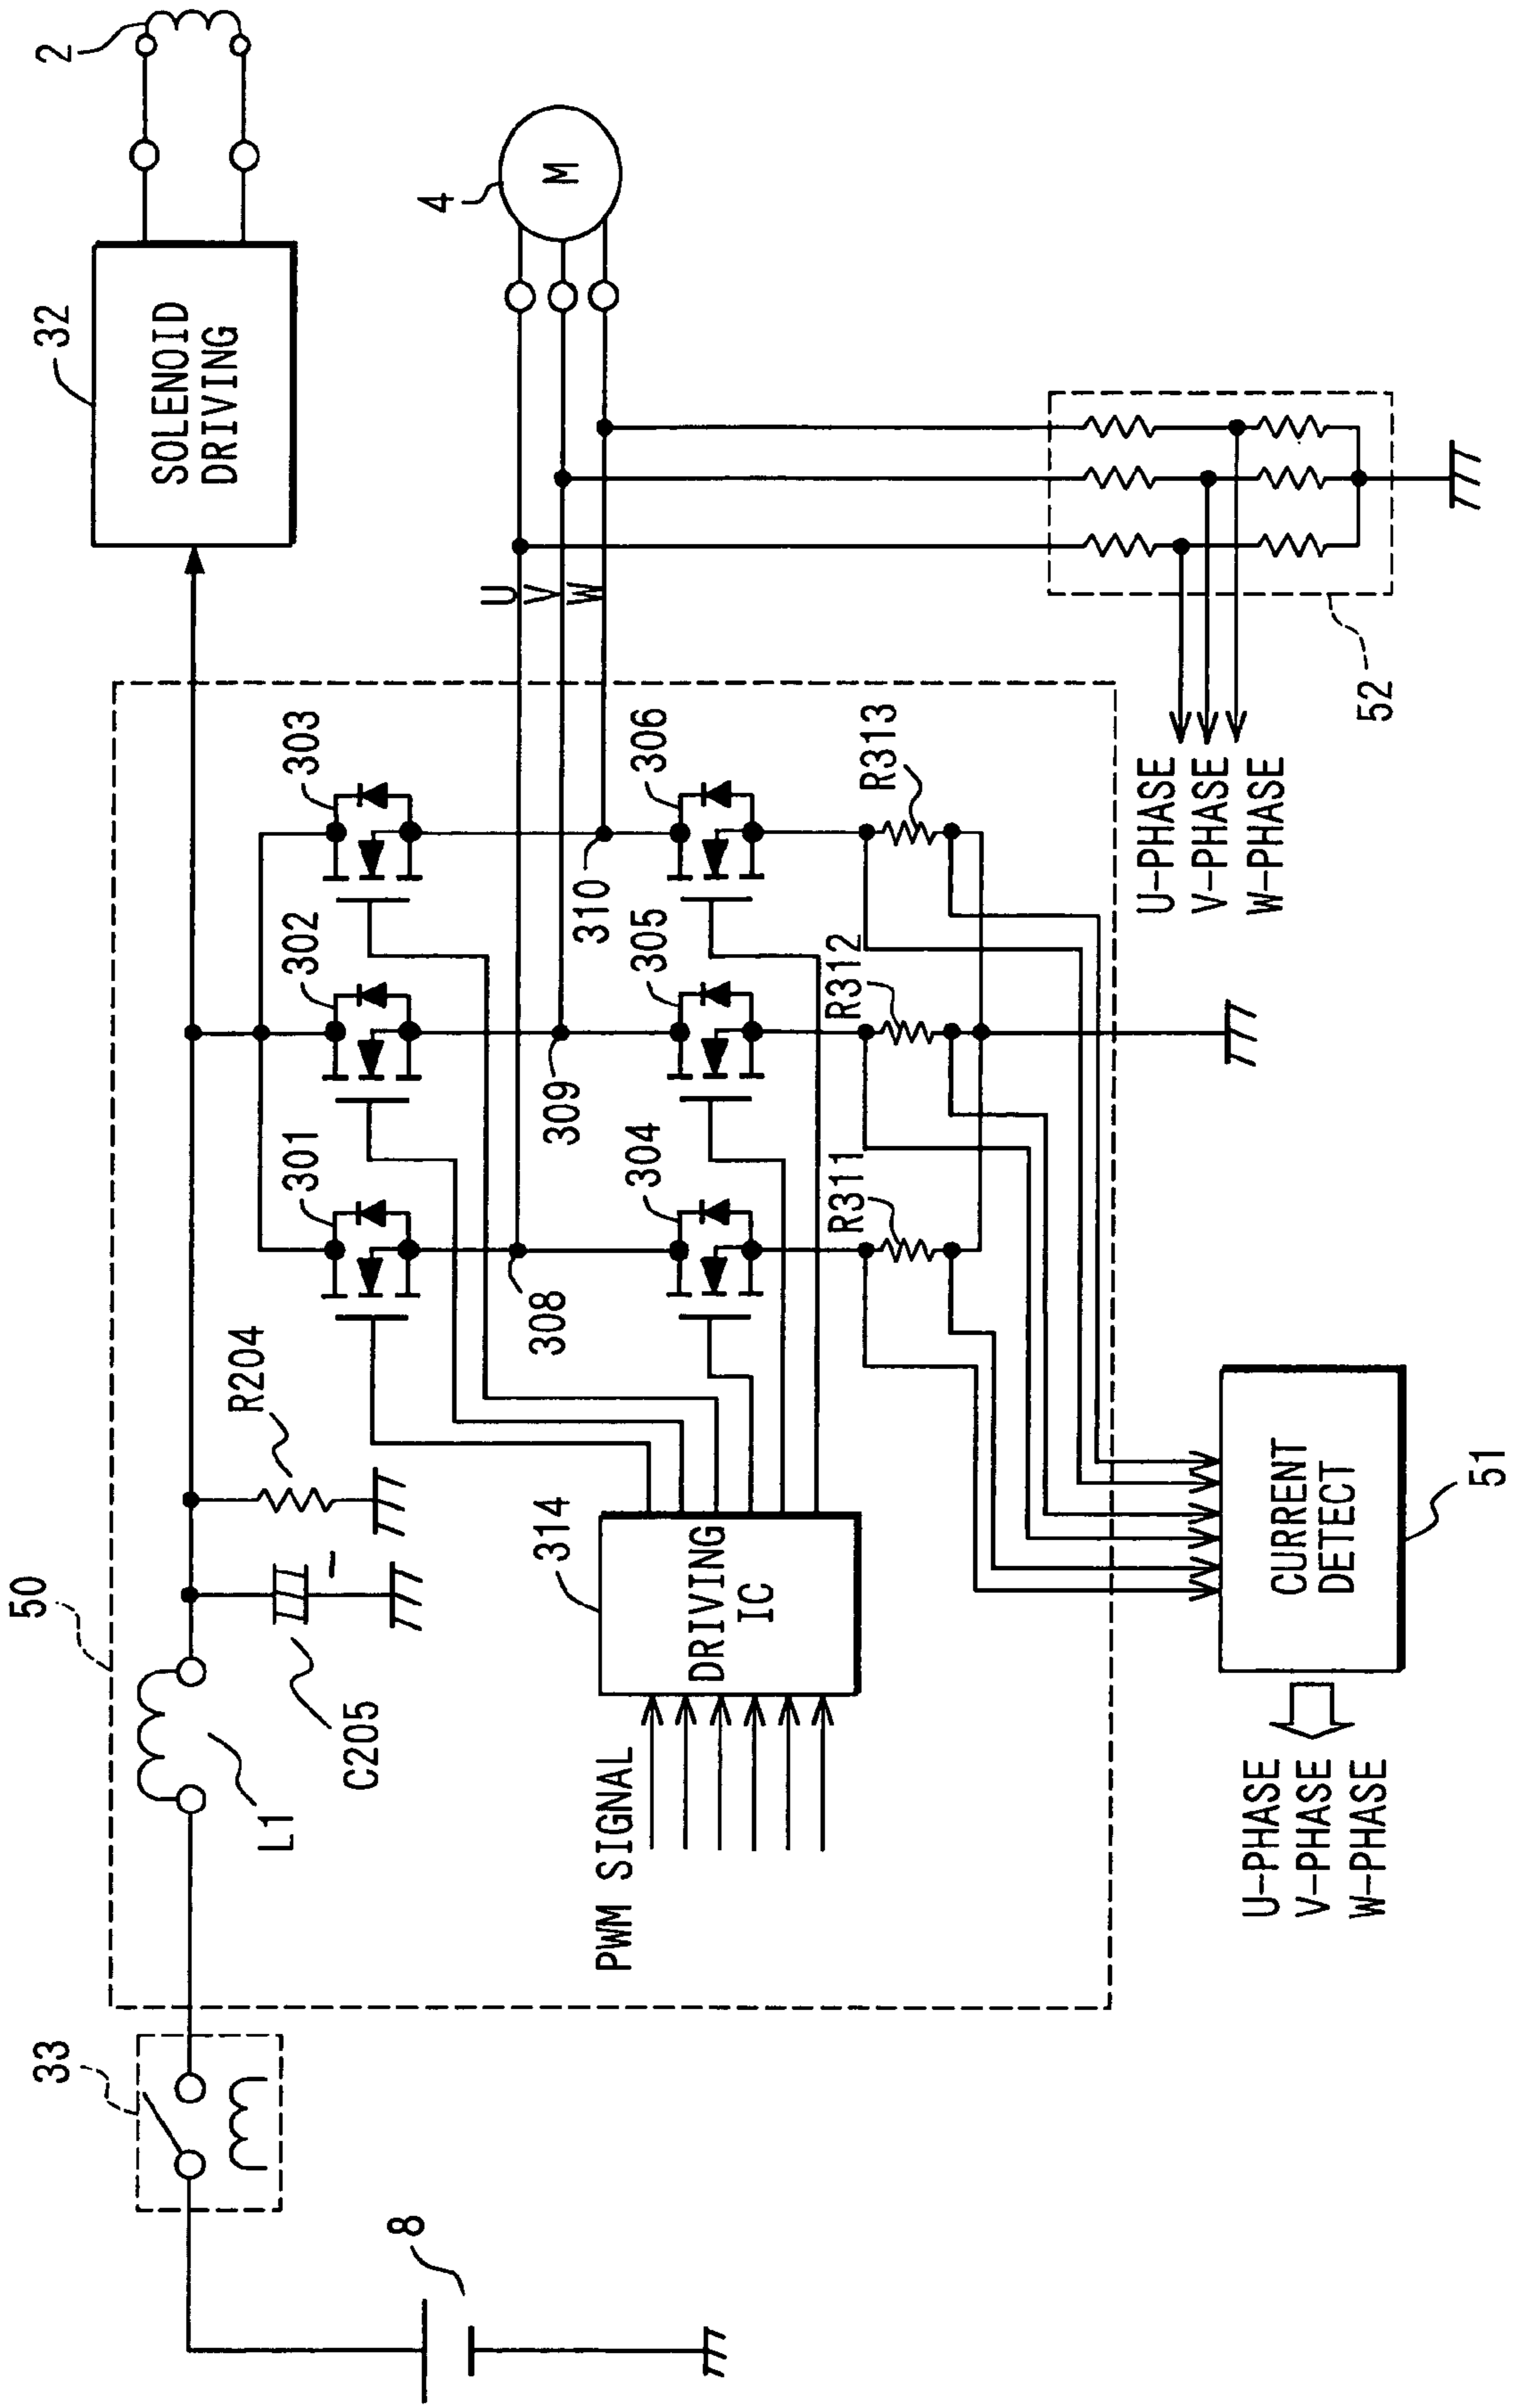 2
32
SOLENOID
DRIVING
4
M
50
33
8
L1
C205
R204
301
302
303
U
V
W
308
309
310
304
305
306
314
DRIVING
IC
PWM SIGNAL
R311
R312
R313
52
U-PHASE
V-PHASE
W-PHASE
CURRENT
DETECT
51
U-PHASE
V-PHASE
W-PHASE